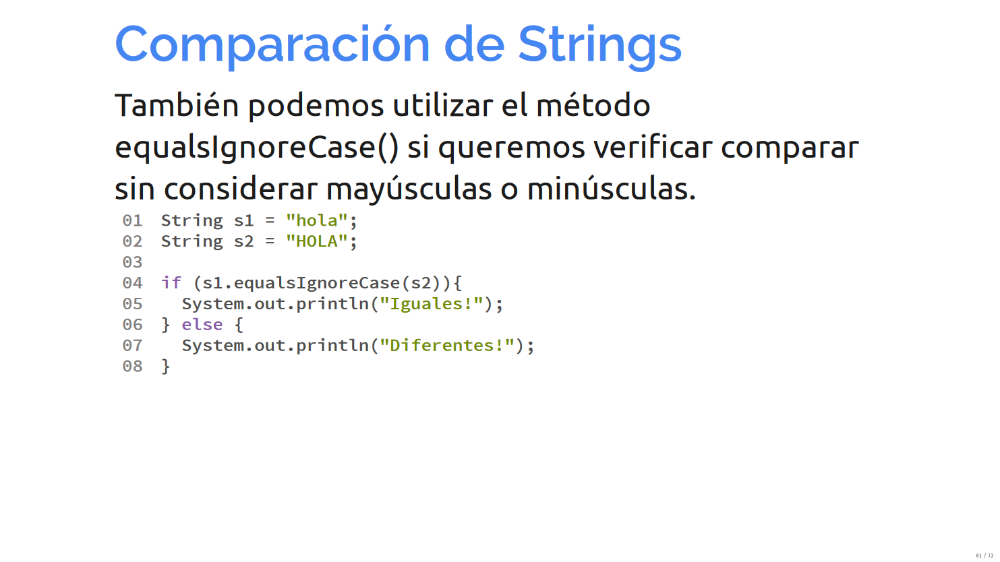 Comparación de Strings
También podemos utilizar el método
equalsIgnoreCase() si queremos verificar comparar
sin considerar mayúsculas o minúsculas.
01 String s1 = "hola";
02 String s2 = "HOLA";
03
04 if (s1.equalsIgnoreCase(s2)){
05   System.out.println("Iguales!");
06 } else {
07   System.out.println("Diferentes!");
08 }
61 / 72